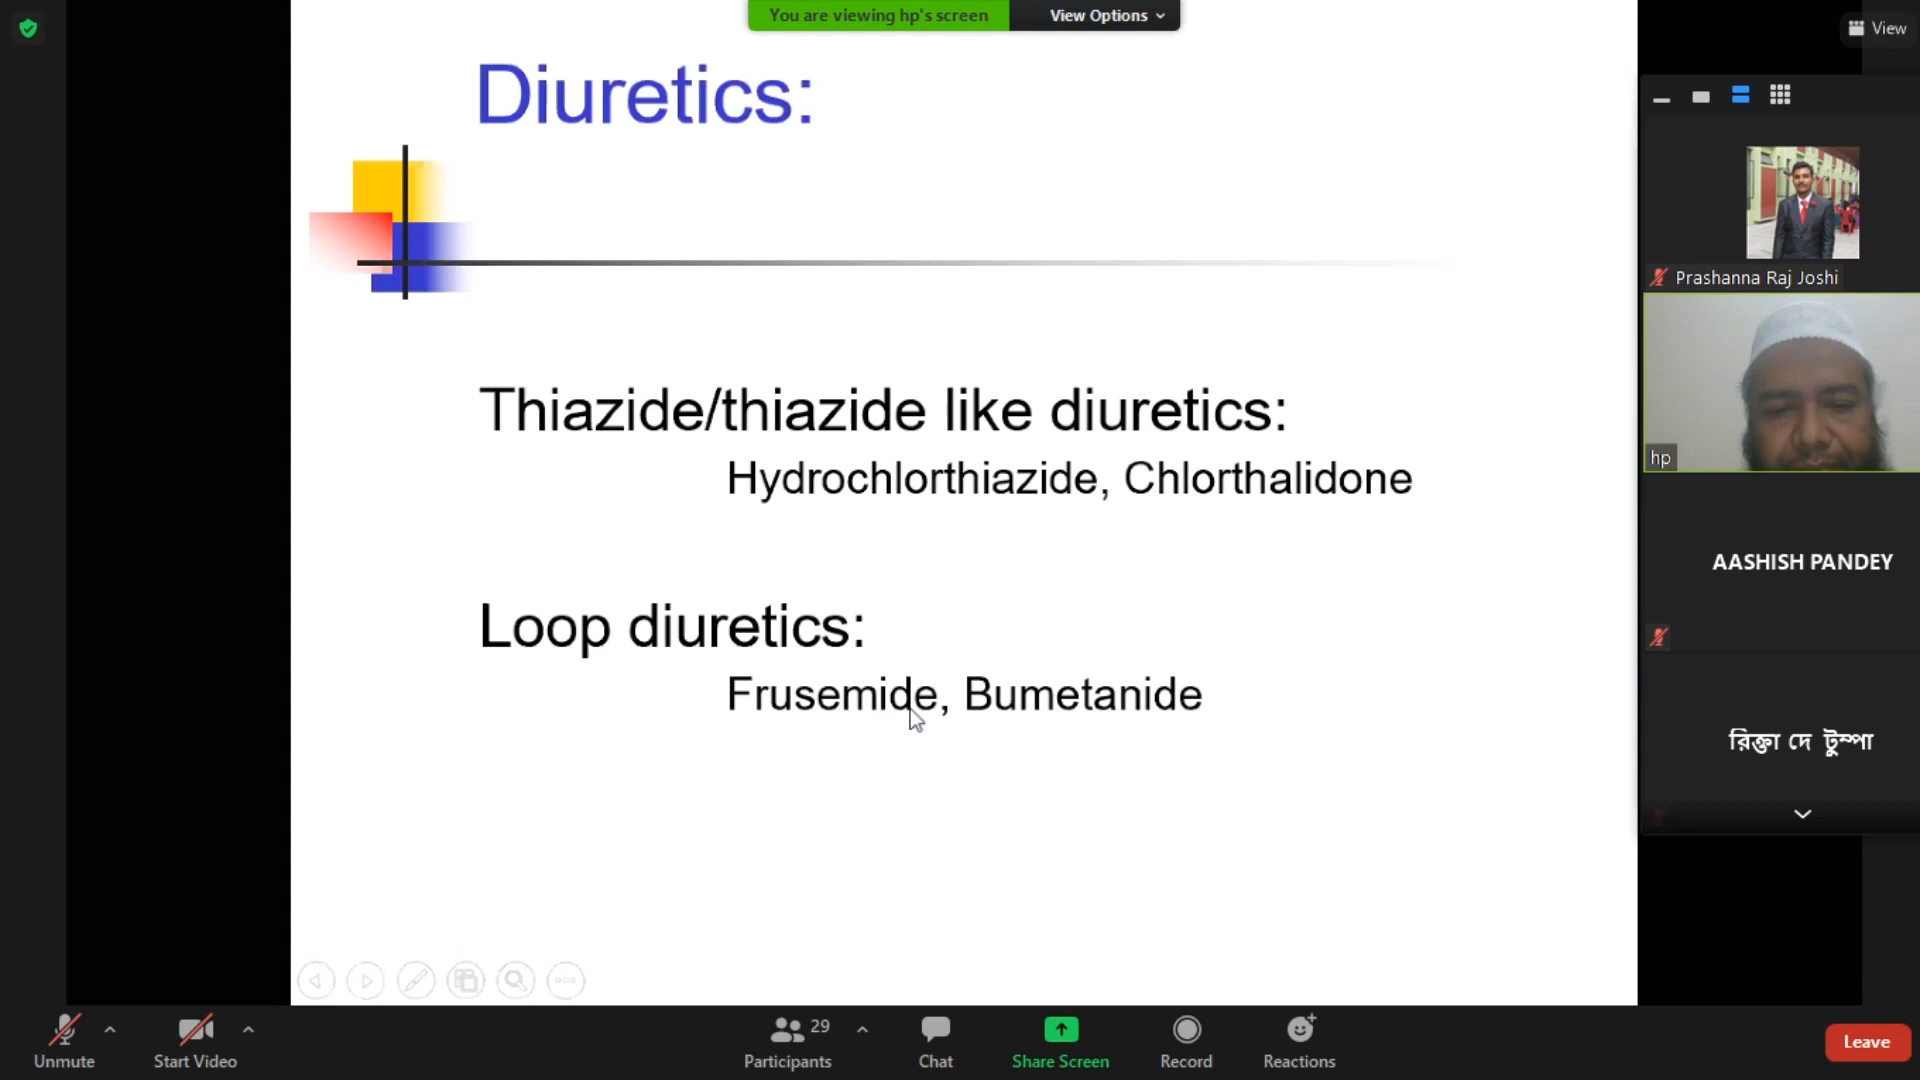 You are viewing hp's screen
View Options
View
Diuretics:
Thiazide/thiazide like diuretics:
Hydrochlorthiazide, Chlorthalidone
Loop diuretics:
Frusemide, Bumetanide
Prashanna Raj Joshi
hp
AASHISH PANDEY
রিক্তা দে টুম্পা
Unmute
Start Video
29
Participants
Chat
Share Screen
Record
Reactions
Leave